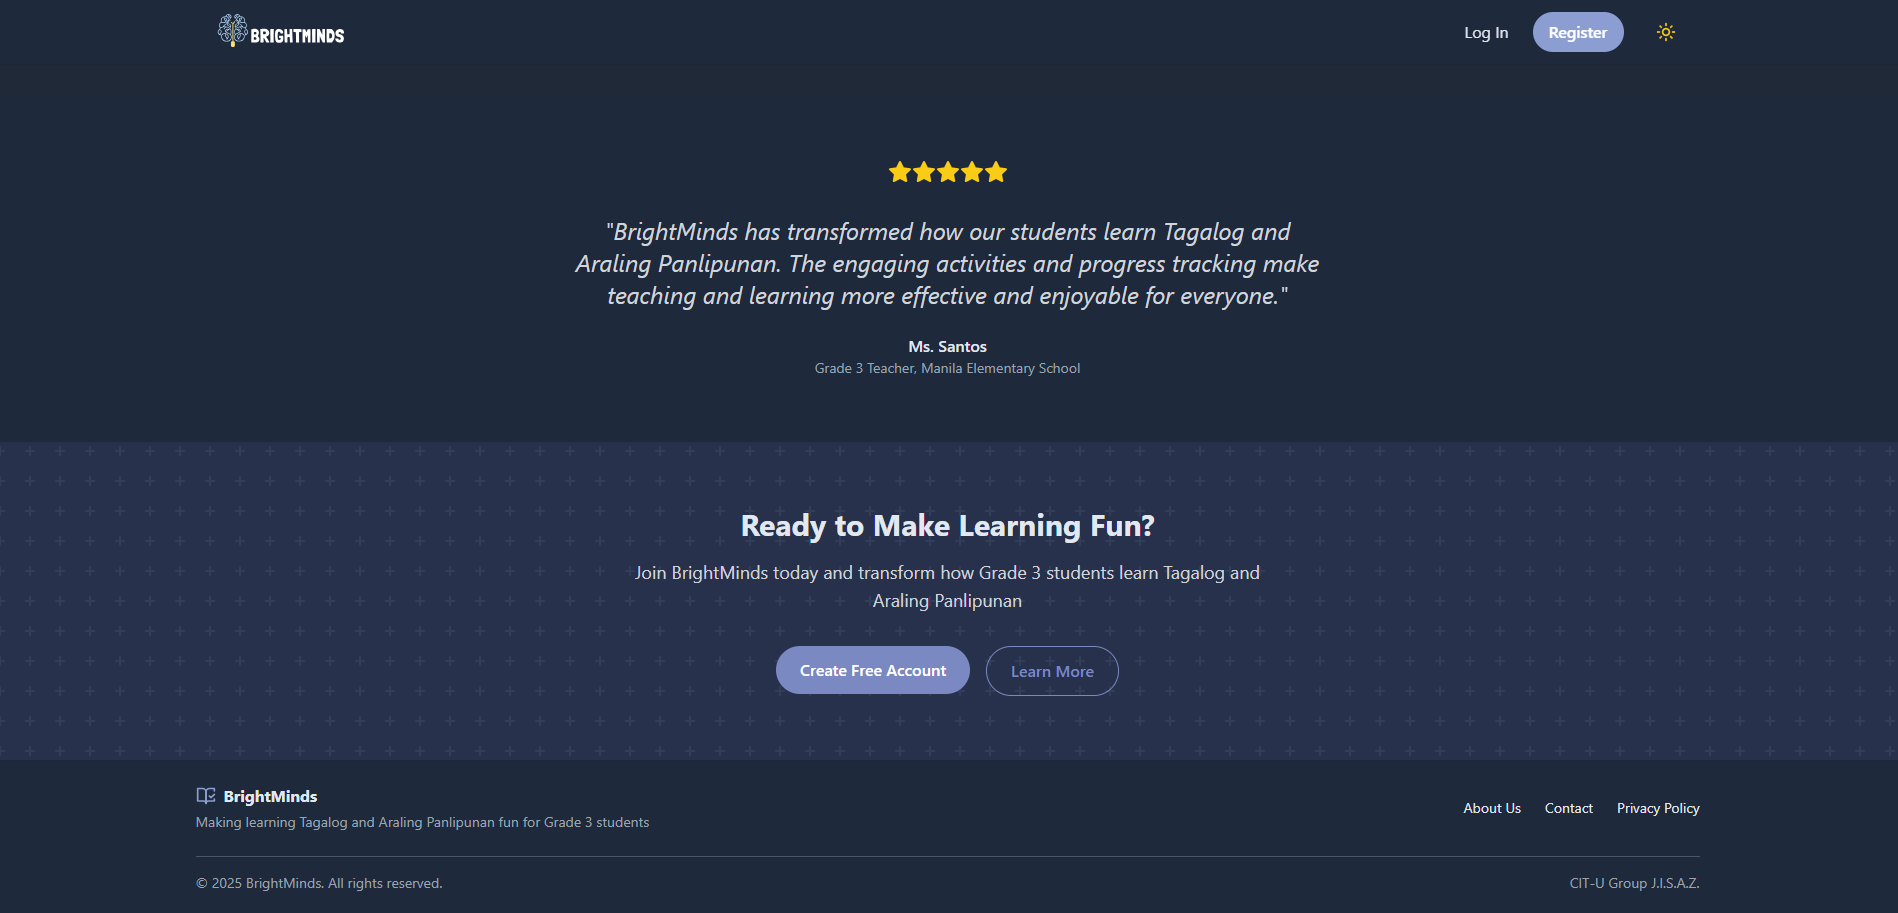 BRIGHTMINDS
Log In
Register
"BrightMinds has transformed how our students learn Tagalog and
Araling Panlipunan. The engaging activities and progress tracking make
teaching and learning more effective and enjoyable for everyone."
Ms. Santos
Grade 3 Teacher, Manila Elementary School
Ready to Make Learning Fun?
Join BrightMinds today and transform how Grade 3 students learn Tagalog and
Araling Panlipunan
Create Free Account
Learn More
BrightMinds
Making learning Tagalog and Araling Panlipunan fun for Grade 3 students
About Us
Contact
Privacy Policy
© 2025 BrightMinds. All rights reserved.
CIT-U Group J.I.S.A.Z.